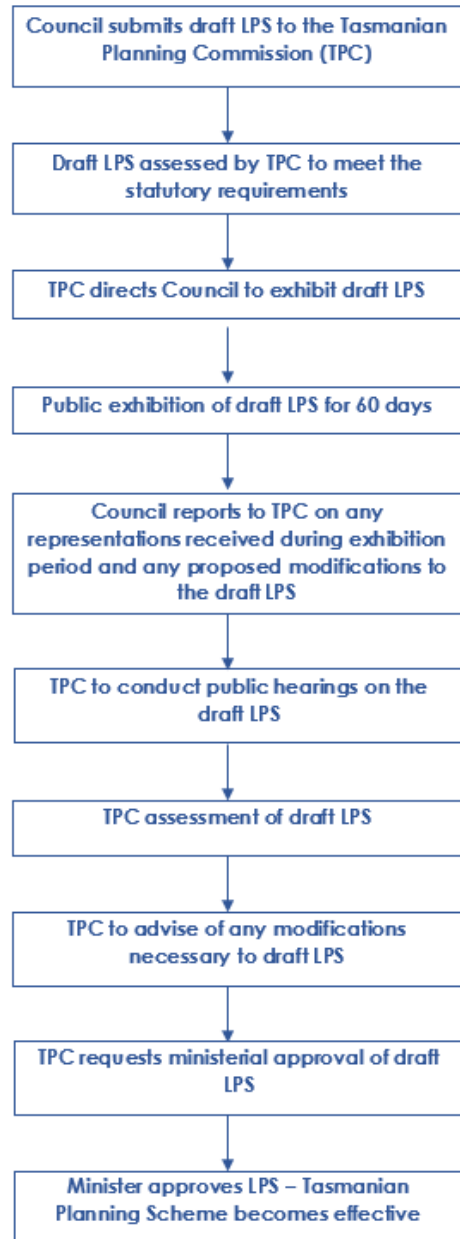 Council submits draft LPS to the Tasmanian
Planning Commission (TPC)
Draft LPS assessed by TPC to meet the
statutory requirements
TPC directs Council to exhibit draft LPS
Public exhibition of draft LPS for 60 days
Council reports to TPC on any
representations received during exhibition
period and any proposed modifications to
the draft LPS
TPC to conduct public hearings on the
draft LPS
TPC assessment of draft LPS
TPC to advise of any modifications
necessary to draft LPS
TPC requests ministerial approval of draft
LPS
Minister approves LPS – Tasmanian
Planning Scheme becomes effective